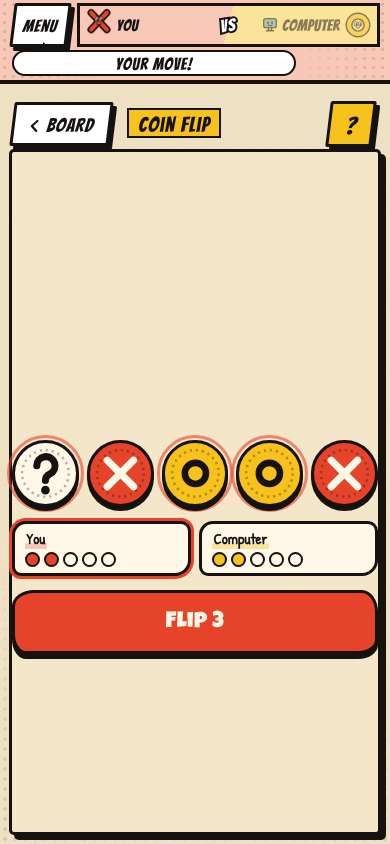 MENU
YOU
VS
COMPUTER
YOUR MOVE!
< BOARD
COIN FLIP
?
?
You
Computer
FLIP 3